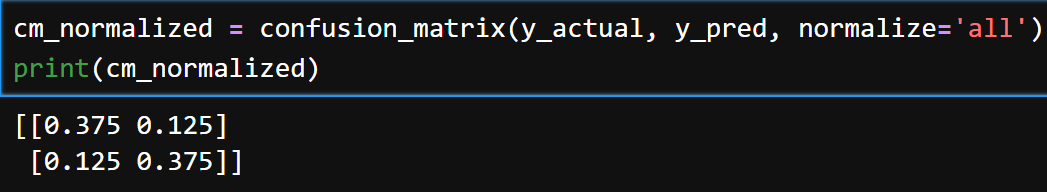 cm_normalized = confusion_matrix(y_actual, y_pred, normalize='all')
print(cm_normalized)
[[0.375 0.125]
 [0.125 0.375]]